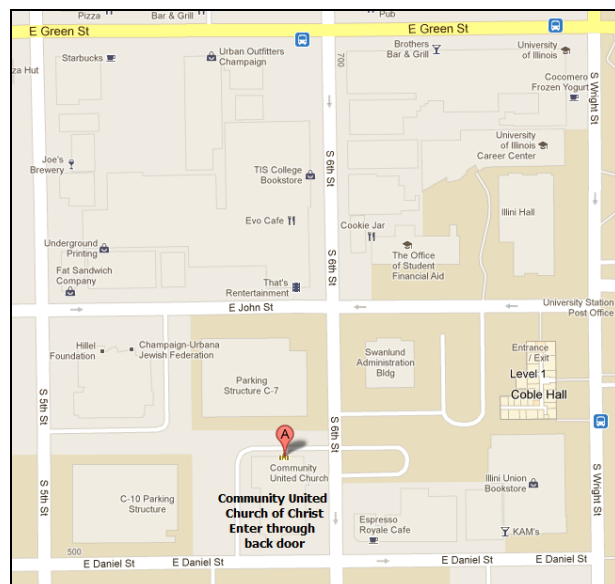 Pizza
Bar & Grill
Pub
E Green St
E Green St
Starbucks
Urban Outfitters
Champaign
700
Brothers
Bar & Grill
University
of Illinois
za Hut
Cocomero
Frozen Yogurt
S Wright St
S 6th St
Joe's
Brewery
TIS College
Bookstore
University
of Illinois
Career Center
Evo Cafe
Cookie Jar
Illini Hall
Underground
Printing
The Office
of Student
Financial Aid
S 6th St
Fat Sandwich
Company
That's
Rentertainment
E John St
University Station
Post Office
Hillel
Foundation
Champaign-Urbana
Jewish Federation
Swanlund
Administration
Bldg
Entrance
/ Exit
Level 1
Coble Hall
S 5th St
Parking
Structure C-7
S 6th St
A
S Wright St
Community
United Church
S 5th St
C-10 Parking
Structure
Community United
Church of Christ
Enter through
back door
Illini Union
Bookstore
Espresso
Royale Cafe
KAM's
500
E Daniel St
E Daniel St
E Daniel St